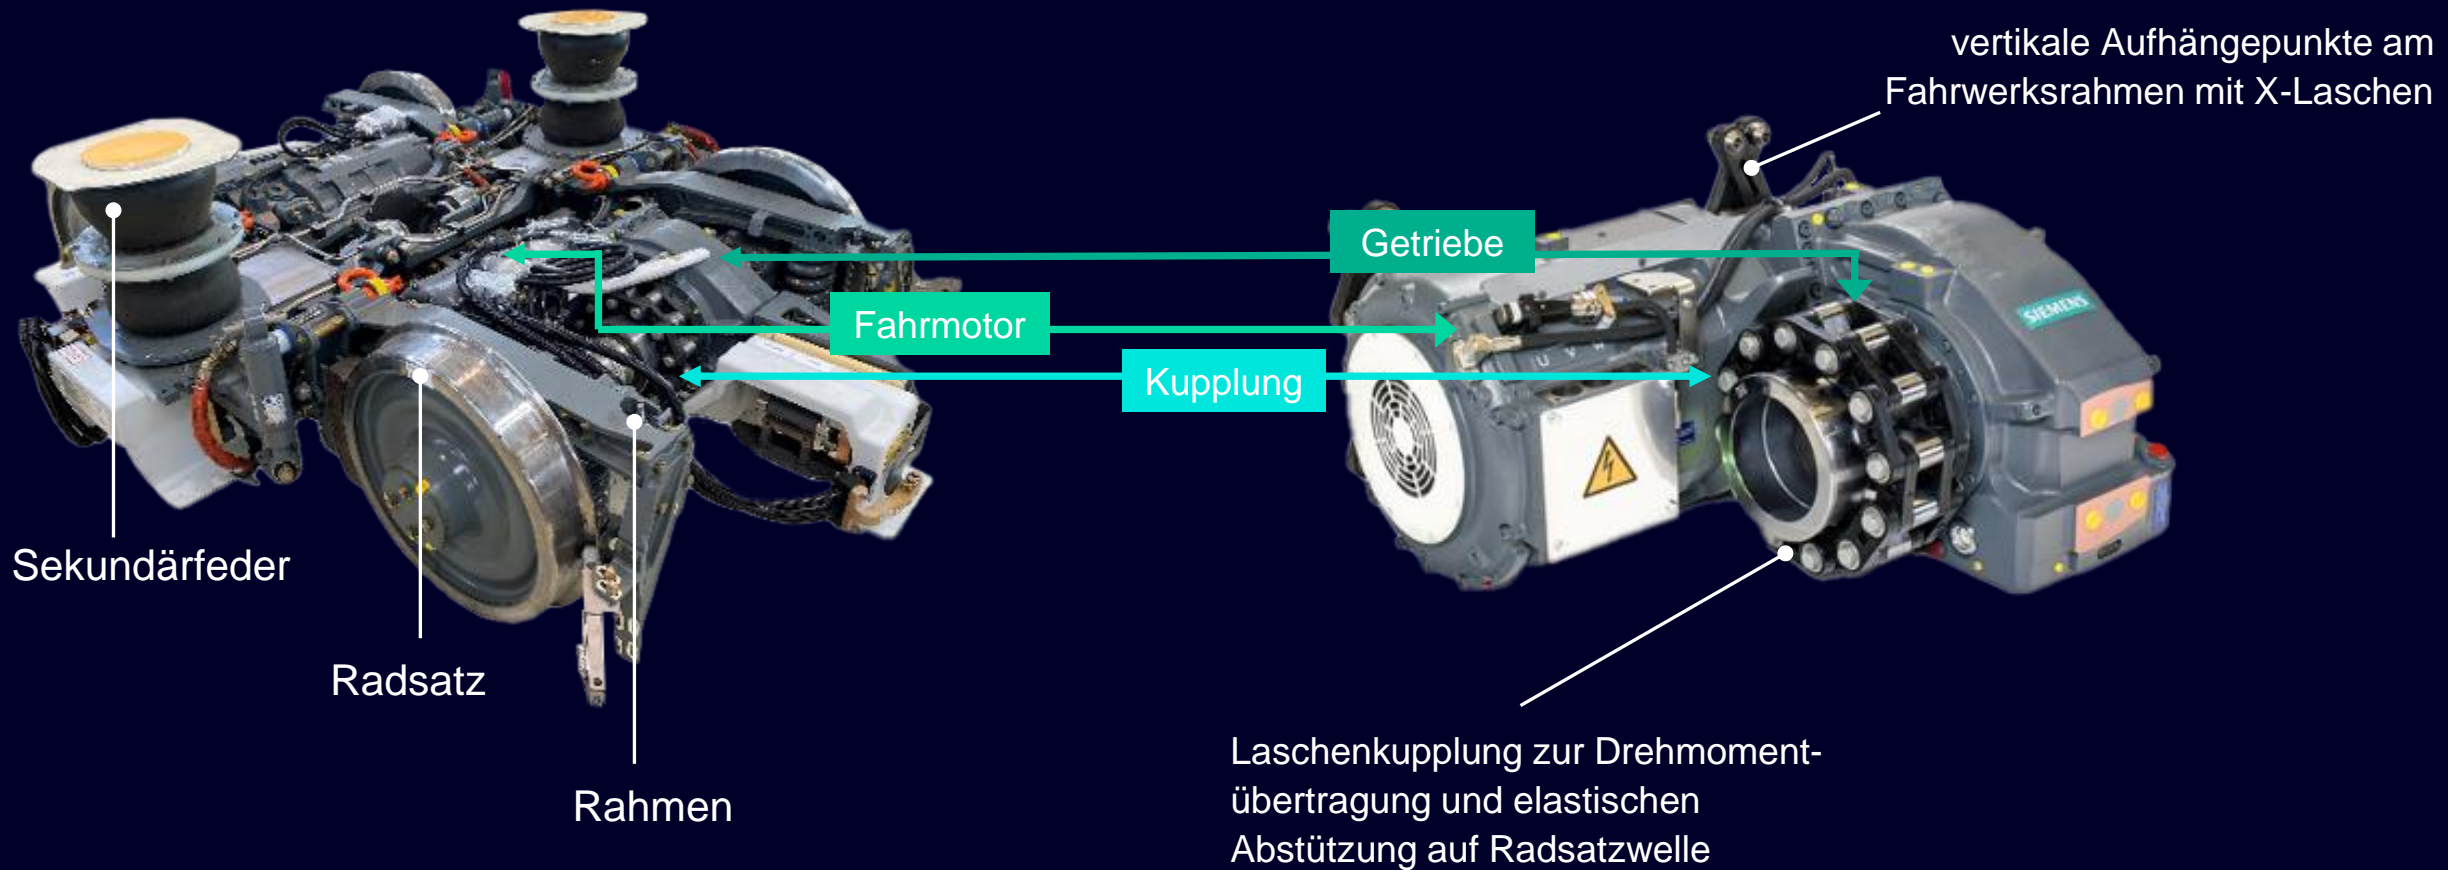 vertikale Aufhängepunkte am
Fahrwerksrahmen mit X-Laschen
Getriebe
SIEMENS
Fahrmotor
U V W
Kupplung
Sekundärfeder
Radsatz
Rahmen
Laschenkupplung zur Drehmoment-
übertragung und elastischen
Abstützung auf Radsatzwelle